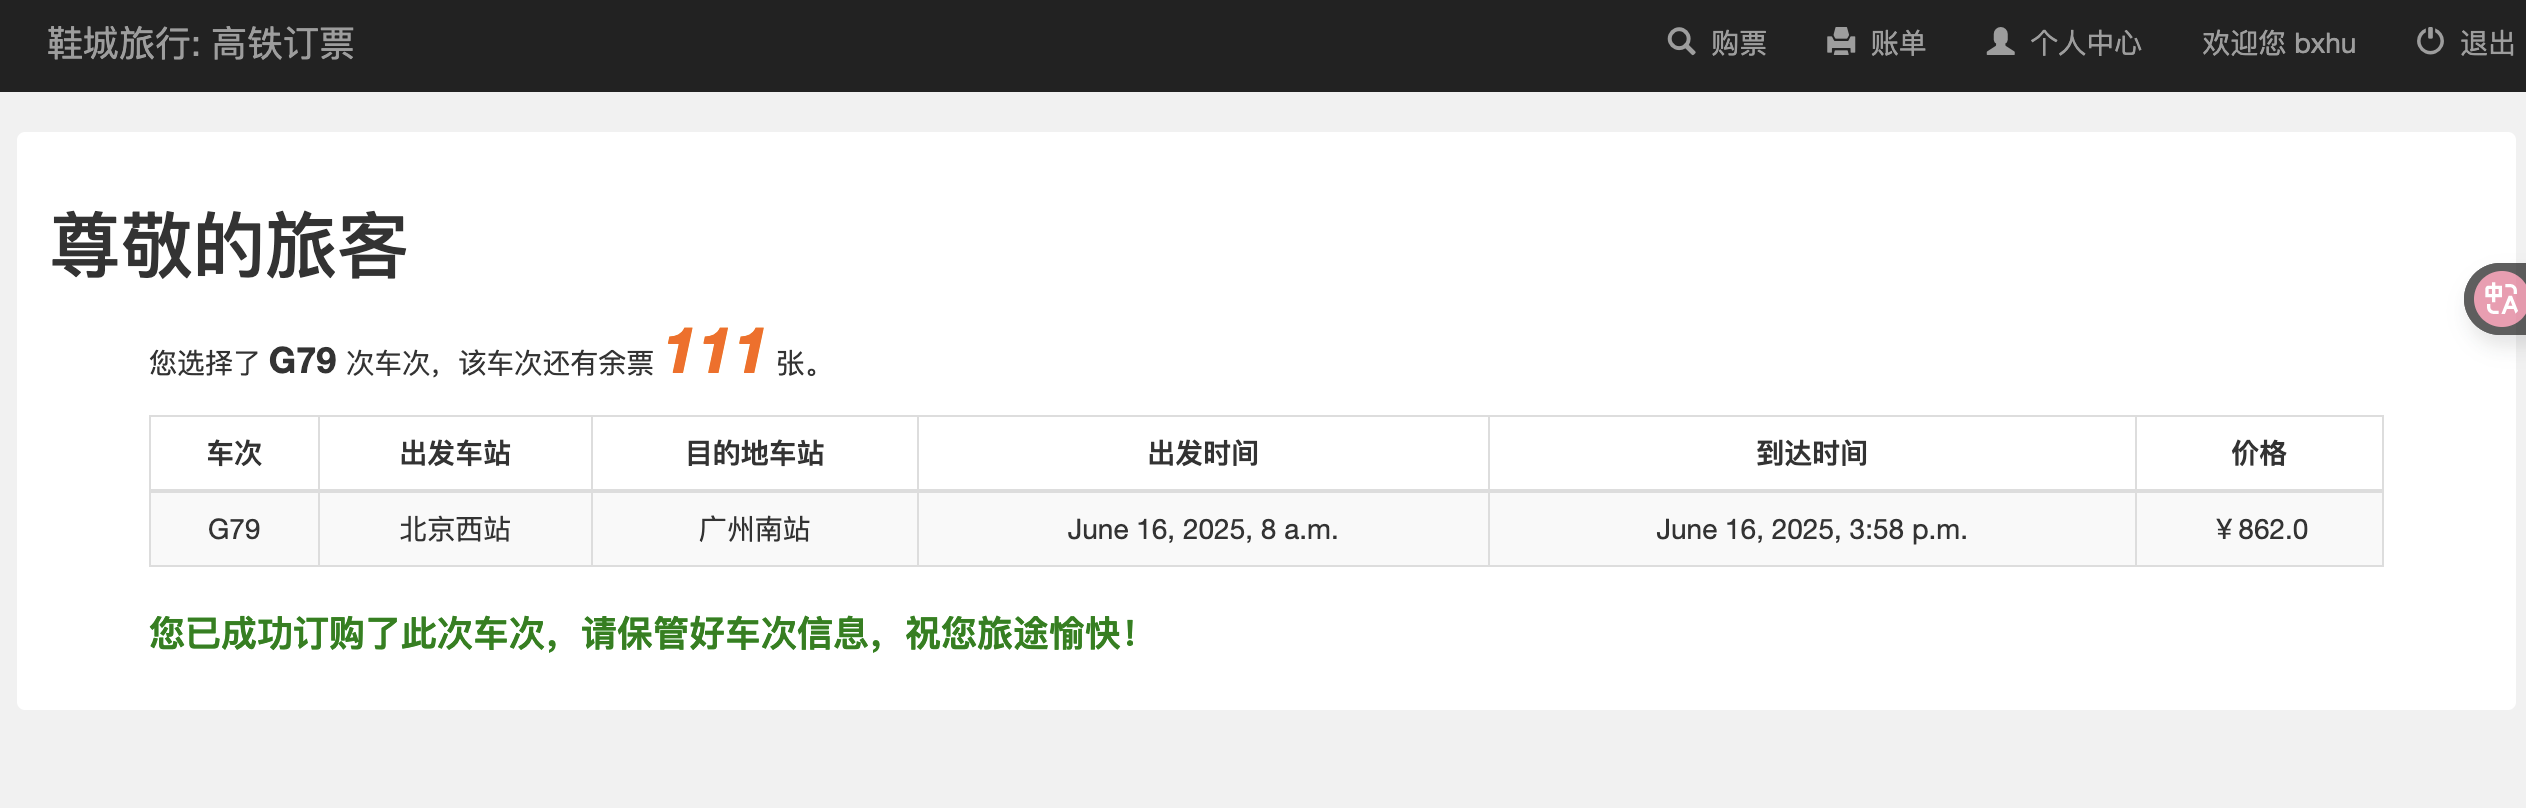 鞋城旅行: 高铁订票 购票 账单 个人中心 欢迎您 bxhu 退出
尊敬的旅客
您选择了 G79 次车次，该车次还有余票 111 张。
车次 出发车站 目的地车站 出发时间 到达时间 价格
G79 北京西站 广州南站 June 16, 2025, 8 a.m. June 16, 2025, 3:58 p.m. ￥862.0
您已成功订购了此次车次，请保管好车次信息，祝您旅途愉快！
中A